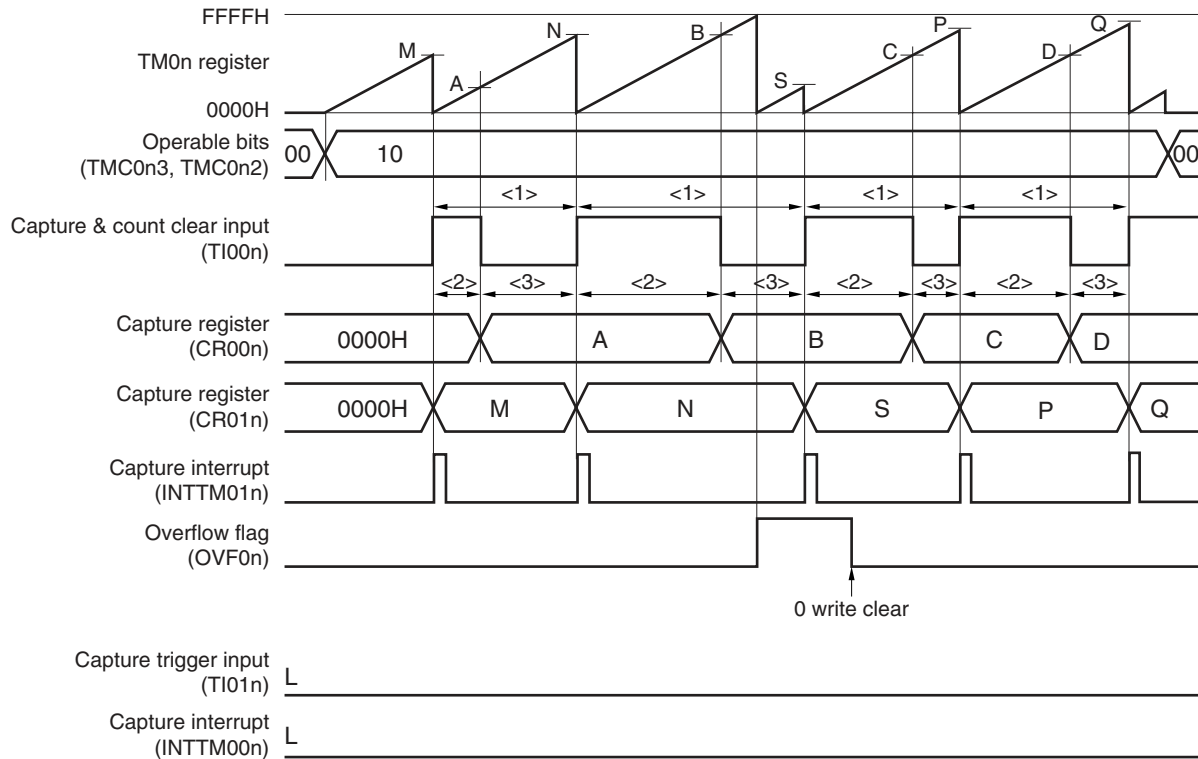 FFFFH
TM0n register
0000H
M
A
N
B
S
C
P
D
Q
Operable bits
(TMC0n3, TMC0n2)
00
10
00
<1>
<1>
<1>
<1>
Capture & count clear input
(TI00n)
<2>
<3>
<2>
<3>
<2>
<3>
<2>
<3>
Capture register
(CR00n)
0000H
A
B
C
D
Capture register
(CR01n)
0000H
M
N
S
P
Q
Capture interrupt
(INTTM01n)
Overflow flag
(OVF0n)
0 write clear
Capture trigger input
(TI01n)
L
Capture interrupt
(INTTM00n)
L